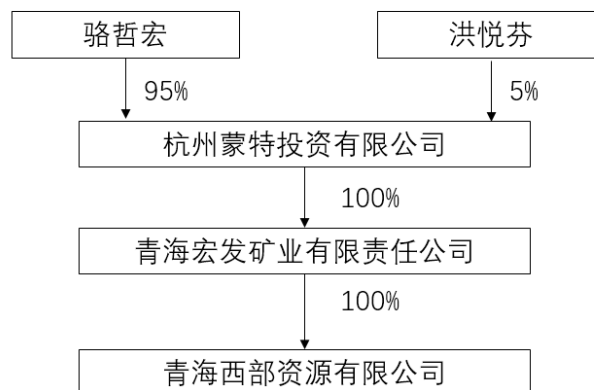 骆哲宏
洪悦芬
95%
5%
杭州蒙特投资有限公司
100%
青海宏发矿业有限责任公司
100%
青海西部资源有限公司